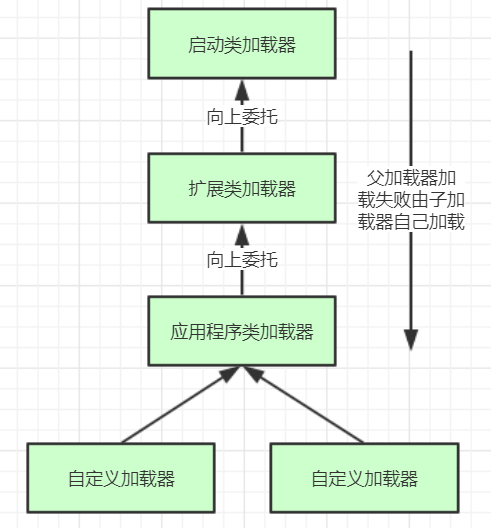 启动类加载器
向上委托
扩展类加载器
父加载器加
载失败由子加
载器自己加载
向上委托
应用程序类加载器
自定义加载器
自定义加载器